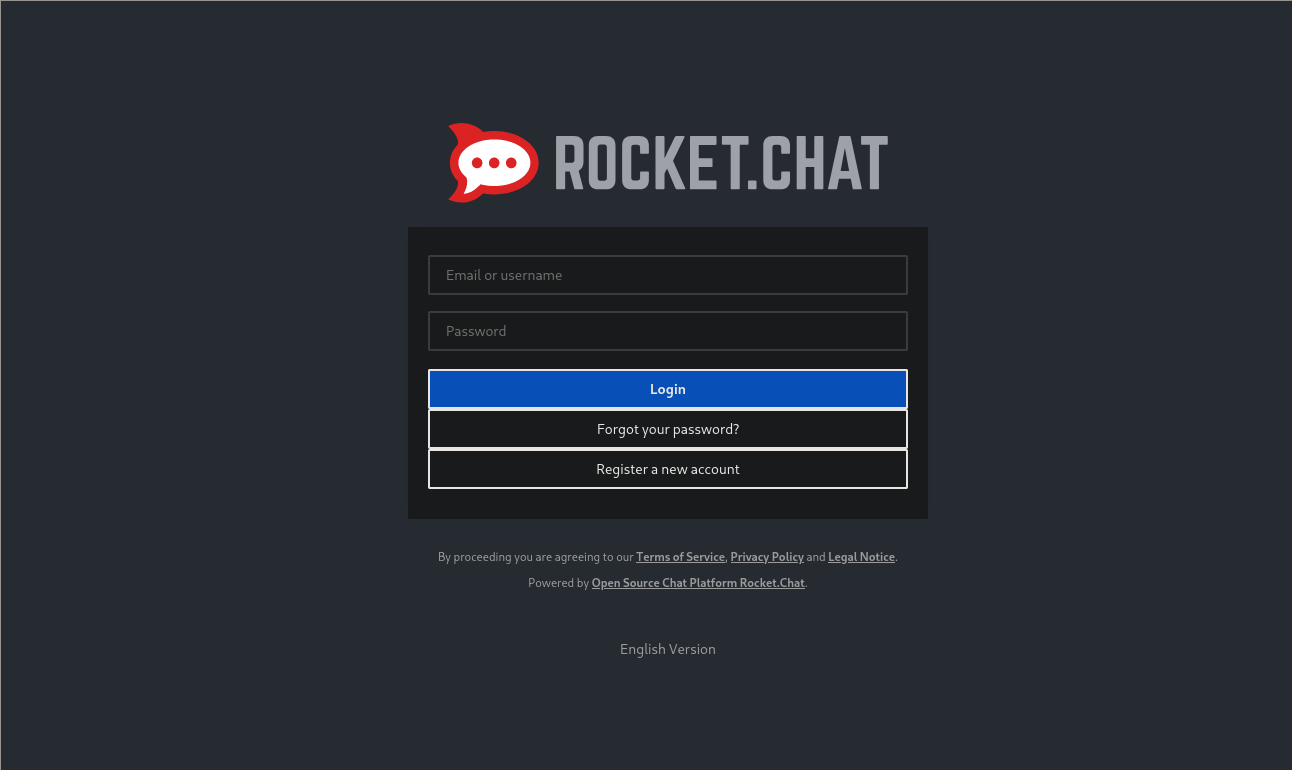 ROCKET.CHAT
Email or username
Password
Login
Forgot your password?
Register a new account
By proceeding you are agreeing to our Terms of Service, Privacy Policy and Legal Notice.
Powered by Open Source Chat Platform Rocket.Chat.
English Version